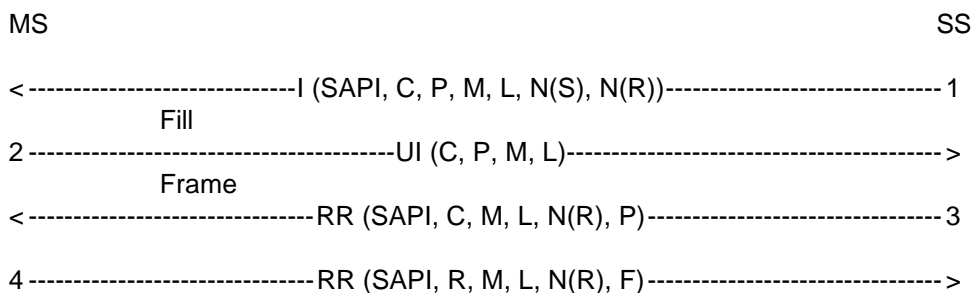 MS SS
< ------------------------------I (SAPI, C, P, M, L, N(S), N(R))------------------------------- 1
Fill
2 -----------------------------------------UI (C, P, M, L)------------------------------------------ >
Frame
< --------------------------------RR (SAPI, C, M, L, N(R), P)--------------------------------- 3
4 --------------------------------RR (SAPI, R, M, L, N(R), F)--------------------------------- >